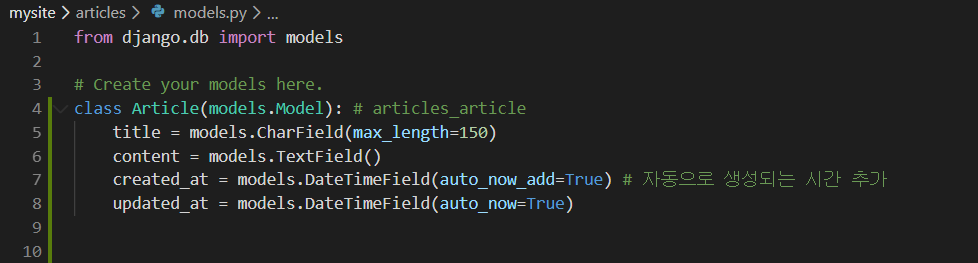 mysite > articles > models.py > ...
1 from django.db import models
2
3 # Create your models here.
4 class Article(models.Model): # articles_article
5     title = models.CharField(max_length=150)
6     content = models.TextField()
7     created_at = models.DateTimeField(auto_now_add=True) # 자동으로 생성되는 시간 추가
8     updated_at = models.DateTimeField(auto_now=True)
9
10